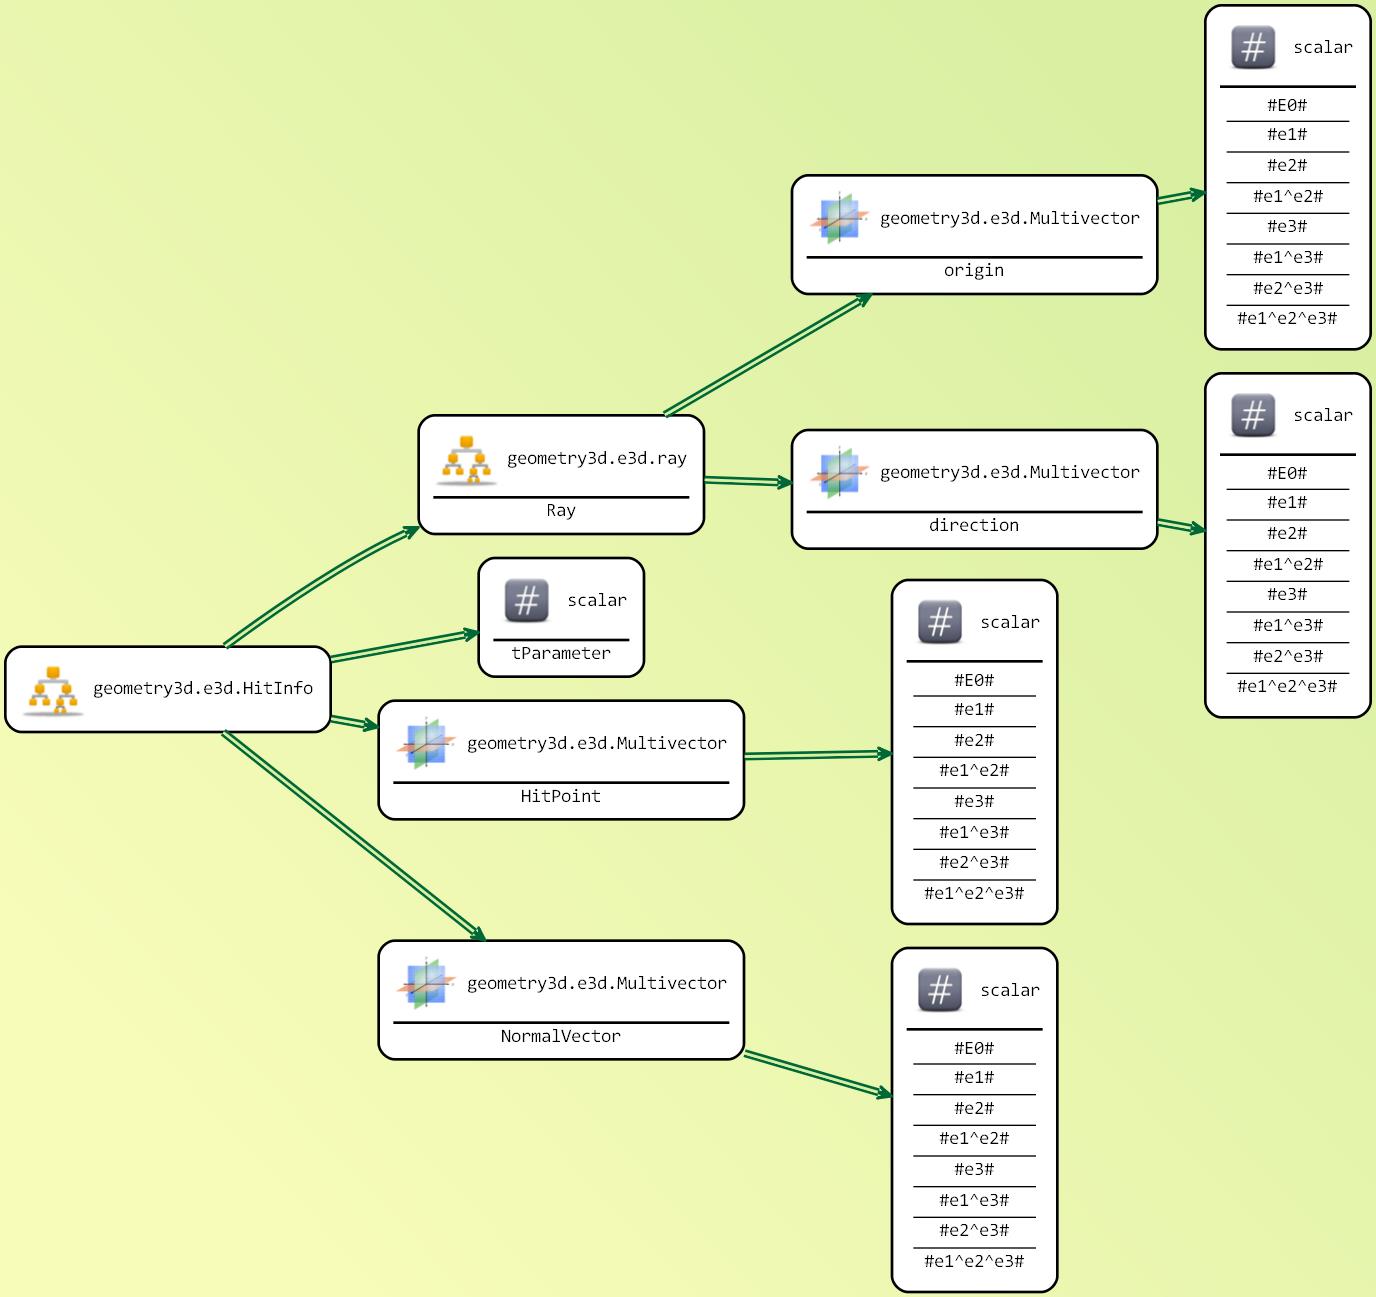 geometry3d.e3d.HitInfo
geometry3d.e3d.ray
Ray
geometry3d.e3d.Multivector
origin
scalar
#E0#
#e1#
#e2#
#e1^e2#
#e3#
#e1^e3#
#e2^e3#
#e1^e2^e3#
geometry3d.e3d.Multivector
direction
scalar
#E0#
#e1#
#e2#
#e1^e2#
#e3#
#e1^e3#
#e2^e3#
#e1^e2^e3#
scalar
tParameter
geometry3d.e3d.Multivector
HitPoint
scalar
#E0#
#e1#
#e2#
#e1^e2#
#e3#
#e1^e3#
#e2^e3#
#e1^e2^e3#
geometry3d.e3d.Multivector
NormalVector
scalar
#E0#
#e1#
#e2#
#e1^e2#
#e3#
#e1^e3#
#e2^e3#
#e1^e2^e3#